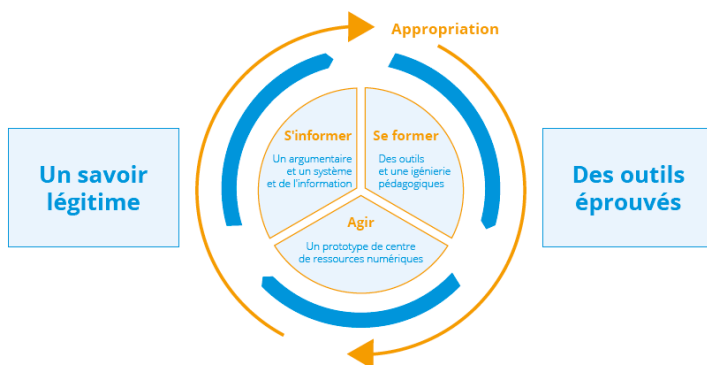 Appropriation
Un savoir
légitime
S'informer
Un argumentaire
et un système
et de l'information
Se former
Des outils
et une igénierie
pédagogiques
Agir
Un prototype de centre
de ressources numériques
Des outils
éprouvés